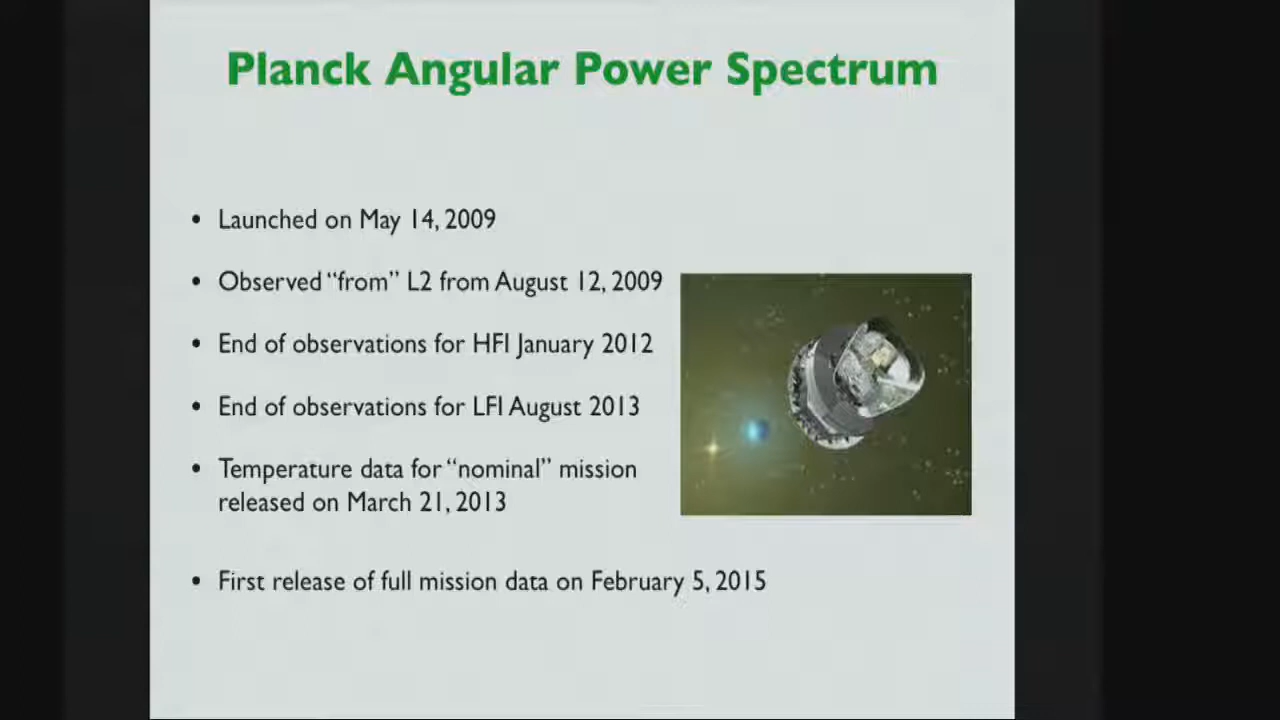 Planck Angular Power Spectrum
• Launched on May 14, 2009
• Observed “from” L2 from August 12, 2009
• End of observations for HFI January 2012
• End of observations for LFI August 2013
• Temperature data for “nominal” mission
released on March 21, 2013
• First release of full mission data on February 5, 2015